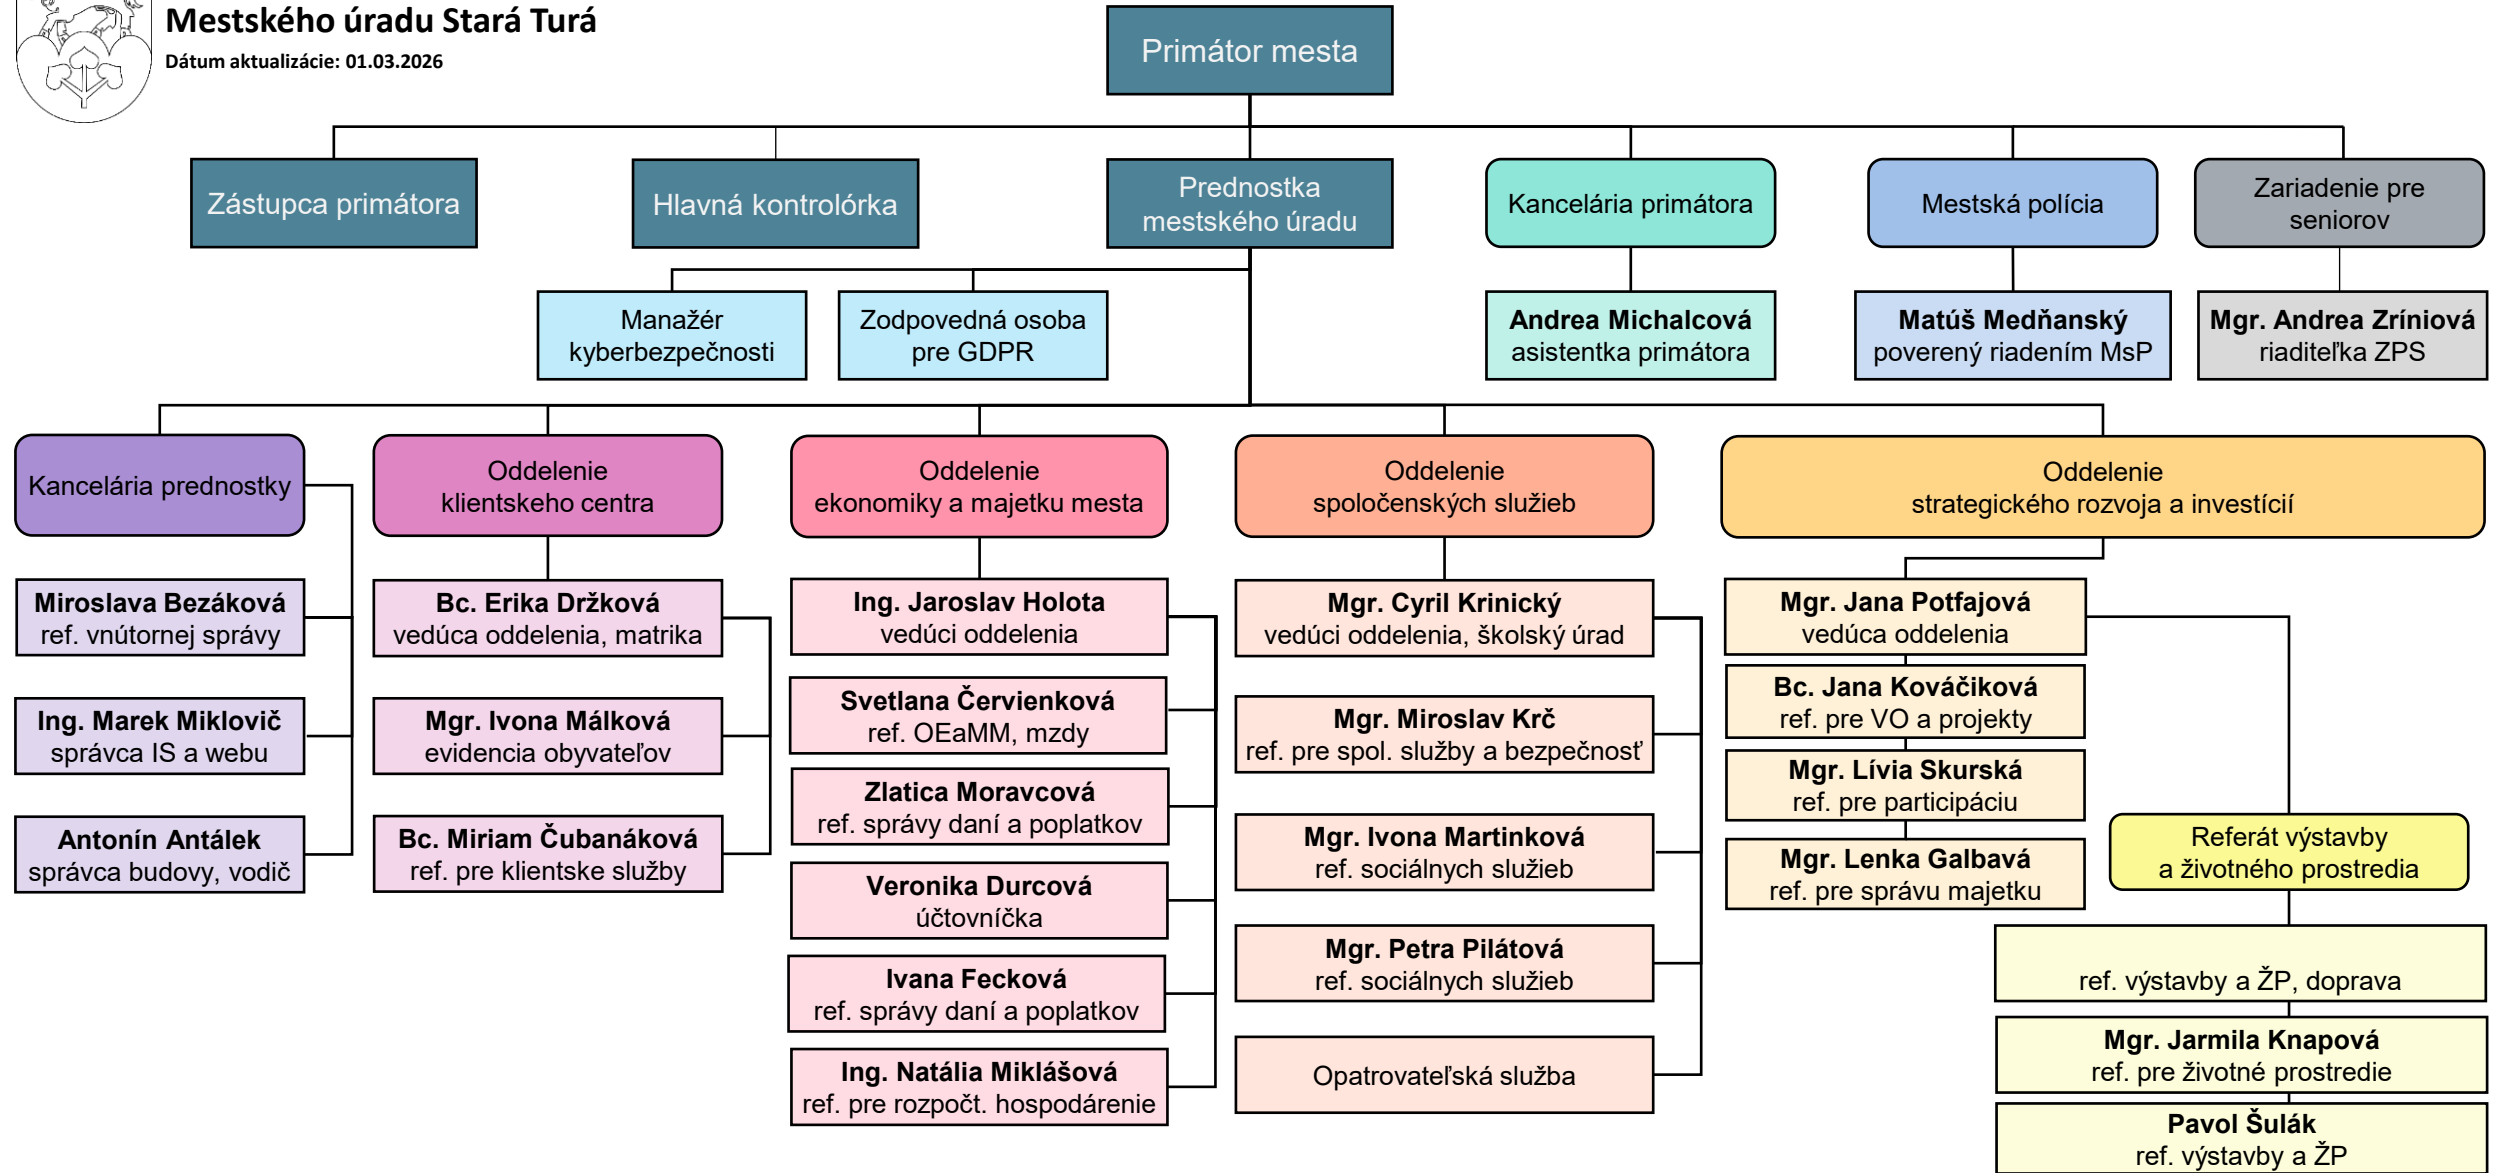 Mestského úradu Stará Turá
Dátum aktualizácie: 01.03.2026
Primátor mesta
Zástupca primátora
Hlavná kontrolórka
Prednostka
mestského úradu
Kancelária primátora
Mestská polícia
Zariadenie pre
seniorov
Manažér
kyberbezpečnosti
Zodpovedná osoba
pre GDPR
Andrea Michalcová
asistentka primátora
Matúš Medňanský
poverený riadením MsP
Mgr. Andrea Zríniová
riaditeľka ZPS
Kancelária prednostky
Miroslava Bezáková
ref. vnútornej správy
Ing. Marek Miklovič
správca IS a webu
Antonín Antálek
správca budovy, vodič
Oddelenie
klientskeho centra
Bc. Erika Držková
vedúca oddelenia, matrika
Mgr. Ivona Málková
evidencia obyvateľov
Bc. Miriam Čubanáková
ref. pre klientske služby
Oddelenie
ekonomiky a majetku mesta
Ing. Jaroslav Holota
vedúci oddelenia
Svetlana Červienková
ref. OEaMM, mzdy
Zlatica Moravcová
ref. správy daní a poplatkov
Veronika Durcová
účtovníčka
Ivana Fecková
ref. správy daní a poplatkov
Ing. Natália Miklášová
ref. pre rozpočt. hospodárenie
Oddelenie
spoločenských služieb
Mgr. Cyril Krinický
vedúci oddelenia, školský úrad
Mgr. Miroslav Krč
ref. pre spol. služby a bezpečnosť
Mgr. Ivona Martinková
ref. sociálnych služieb
Mgr. Petra Pilátová
ref. sociálnych služieb
Opatrovateľská služba
Oddelenie
strategického rozvoja a investícií
Mgr. Jana Potfajová
vedúca oddelenia
Bc. Jana Kováčiková
ref. pre VO a projekty
Mgr. Lívia Skurská
ref. pre participáciu
Mgr. Lenka Galbavá
ref. pre správu majetku
Referát výstavby
a životného prostredia
ref. výstavby a ŽP, doprava
Mgr. Jarmila Knapová
ref. pre životné prostredie
Pavol Šulák
ref. výstavby a ŽP